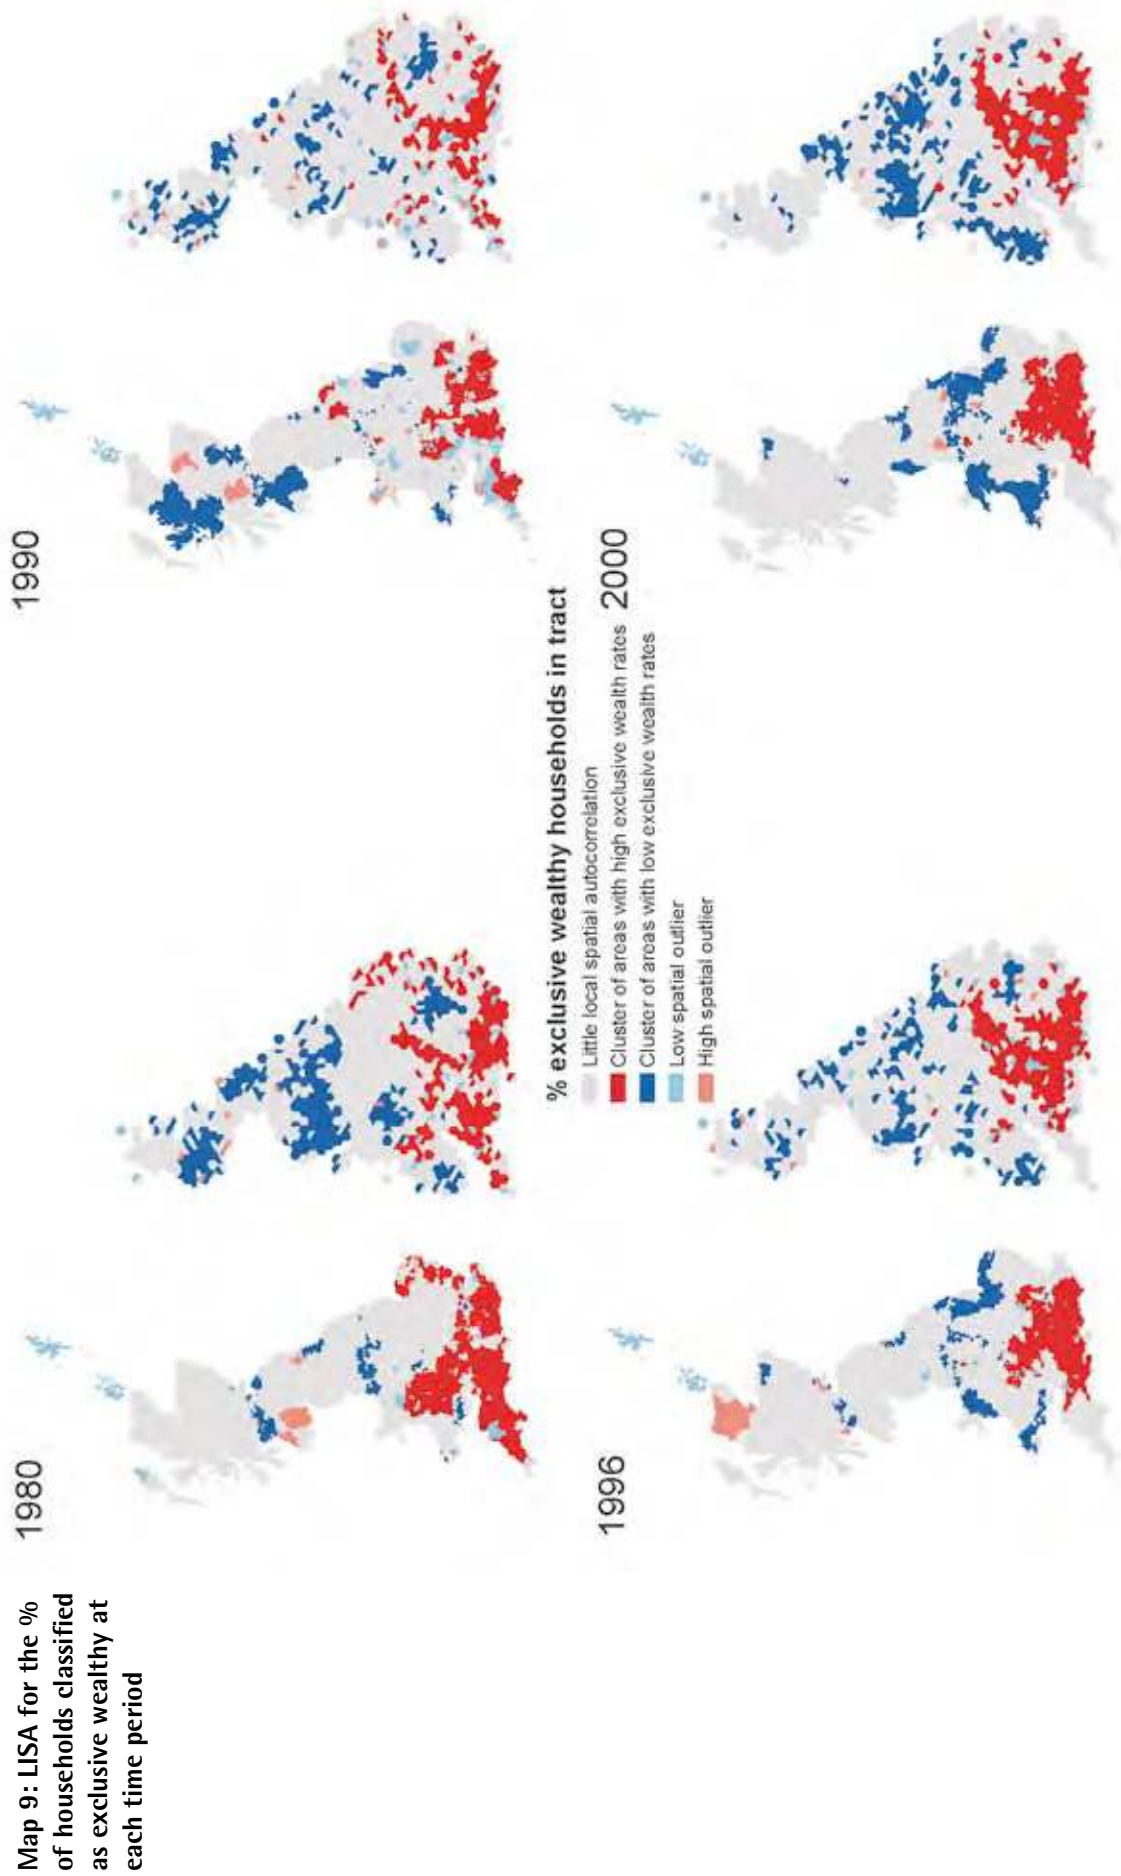 Map 9: LISA for the %
of households classified
as exclusive wealthy at
each time period
1980
1990
% exclusive wealthy households in tract
Little local spatial autocorrelation
Cluster of areas with high exclusive wealth rates
Cluster of areas with low exclusive wealth rates
Low spatial outlier
High spatial outlier
1996
2000